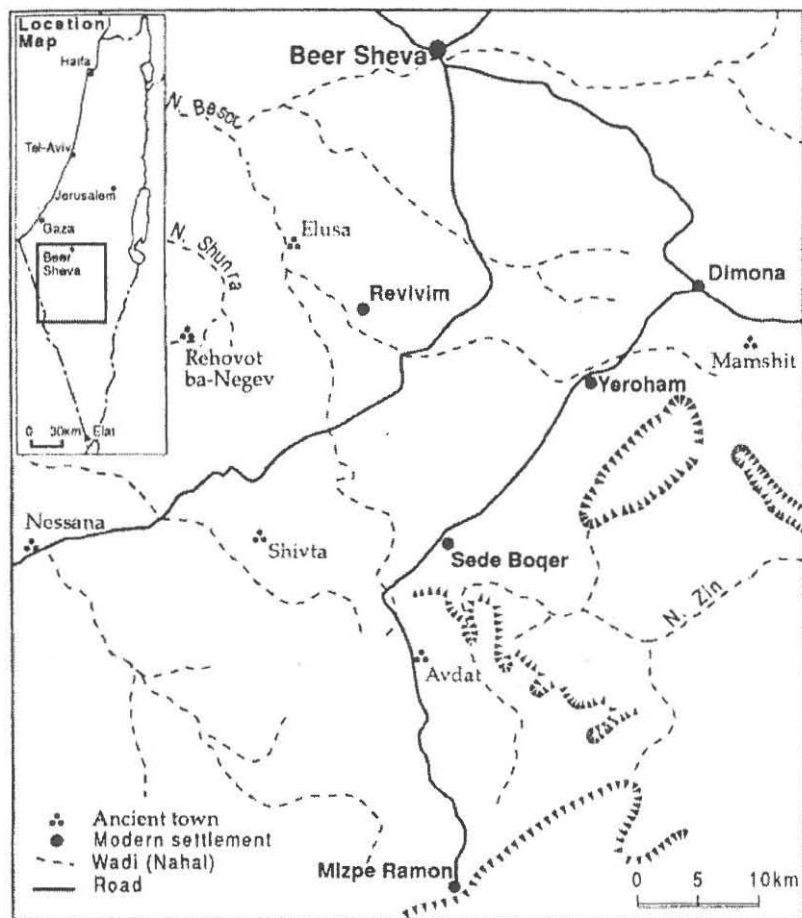 Location
Map
Haifa
Tel-Aviv
Jerusalem
Gaza
Beer
Sheva
0 30km
Elat
Beer Sheva
N. Besor
Elusa
N. Shunra
Revivim
Dimona
Rehovot
ba-Negev
Mamshit
Yeroham
Nessana
Shivta
Sede Boqer
N. Zin
Avdat
Mizpe Ramon
Ancient town
Modern settlement
Wadi (Nahal)
Road
0 5 10km